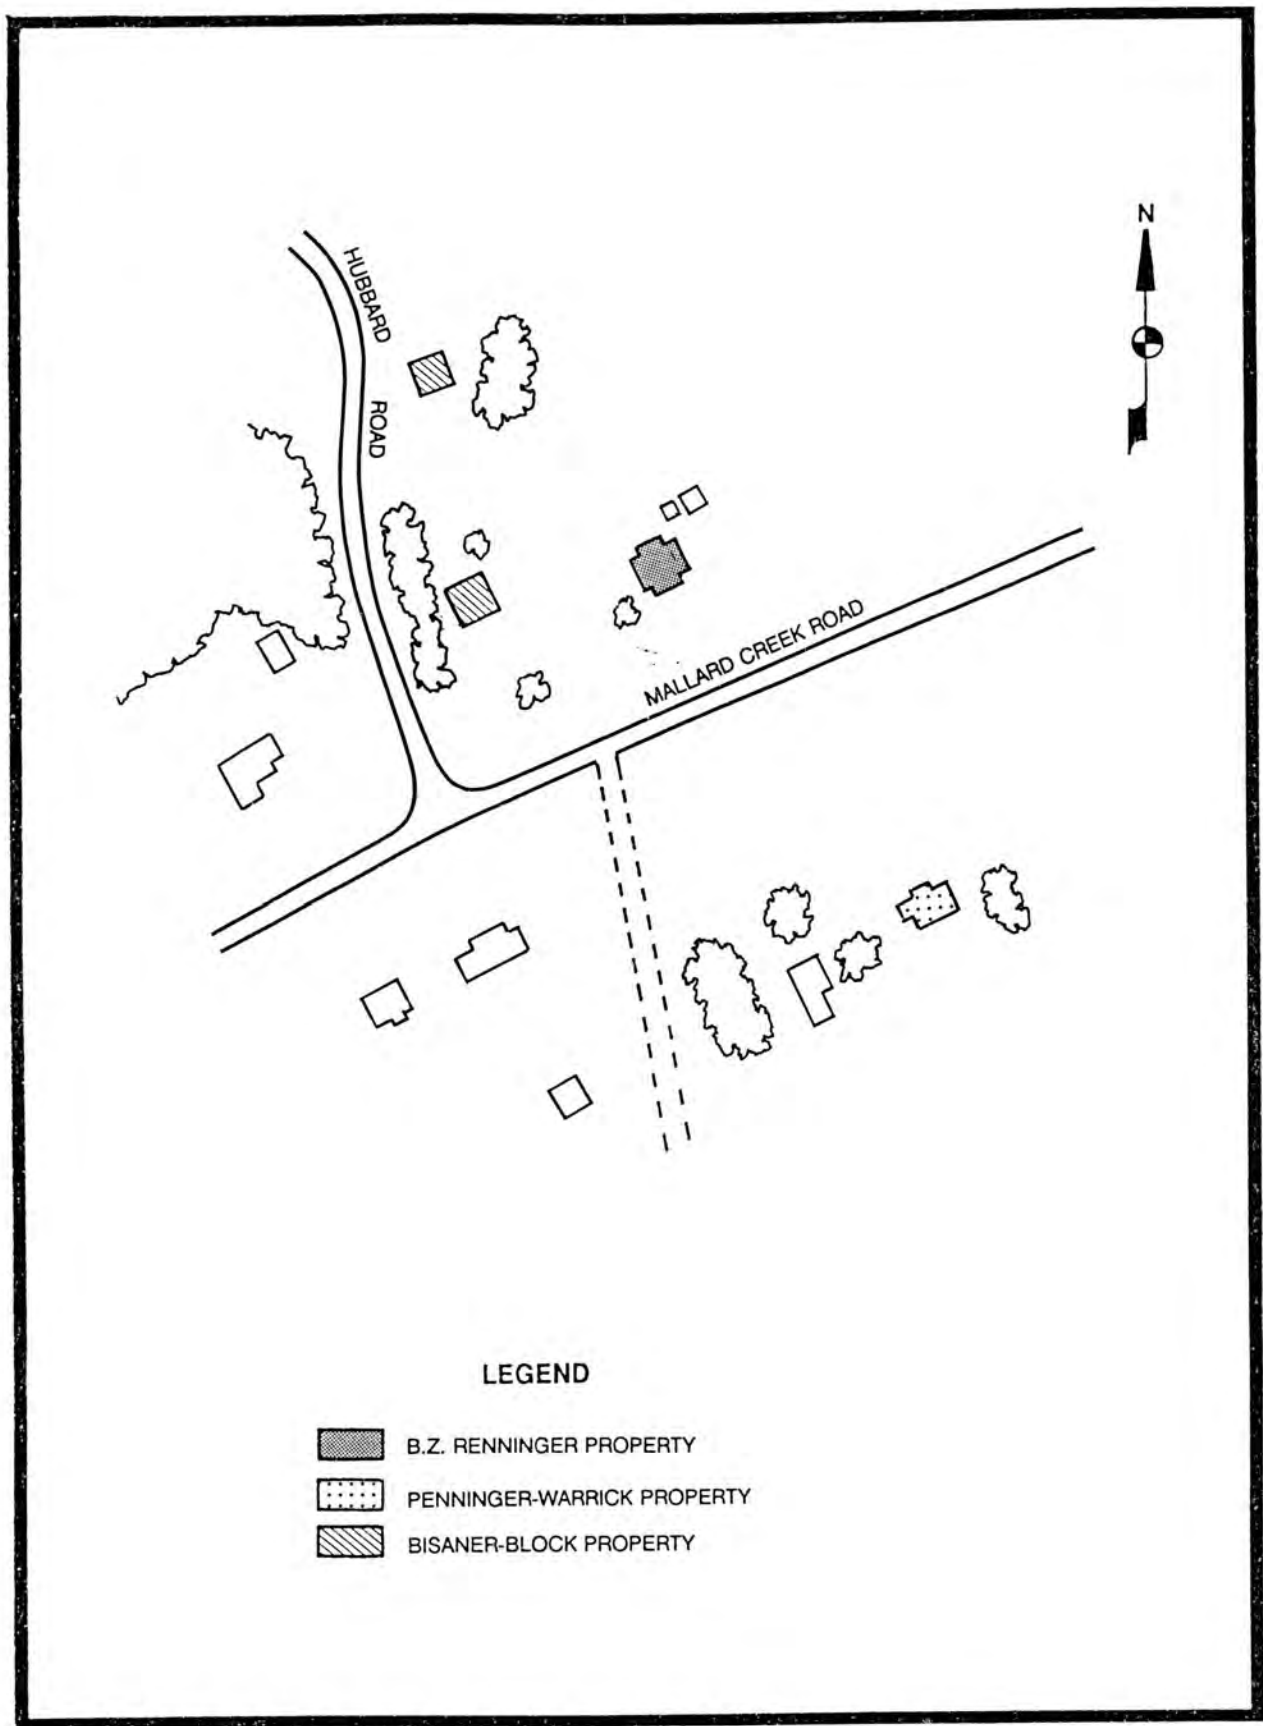 N
HUBBARD
ROAD
MALLARD CREEK ROAD
LEGEND
B.Z. RENNINGER PROPERTY
PENNINGER-WARRICK PROPERTY
BISANER-BLOCK PROPERTY